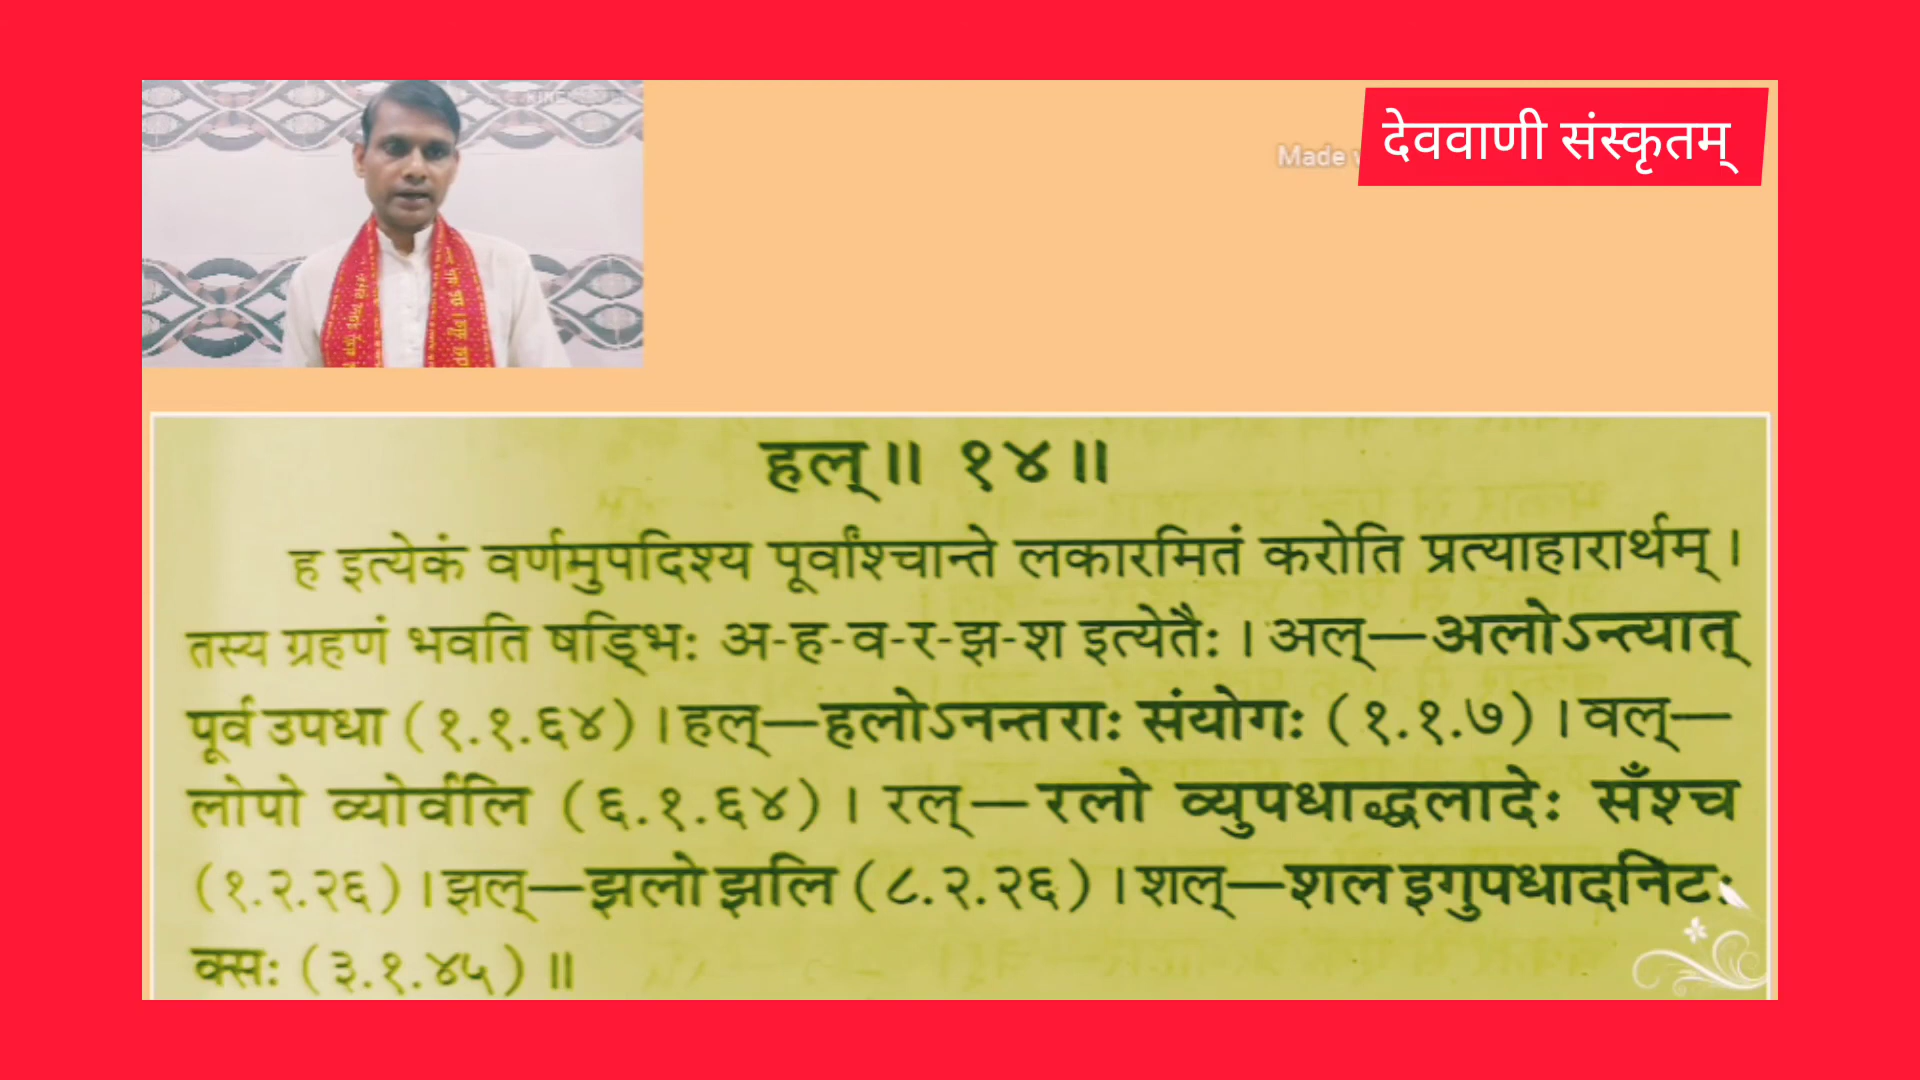 देववाणी संस्कृतम्
Made
हल्॥ १४॥
ह इत्येकं वर्णमुपदिश्य पूर्वांश्चान्ते लकारमितं करोति प्रत्याहारार्थम्।
तस्य ग्रहणं भवति षड्भिः अ-ह-व-र-झ-श इत्येतैः। अल्—अलोऽन्त्यात्
पूर्व उपधा (१.१.६४)। हल्—हलोऽनन्तराः संयोगः (१.१.७)। वल्—
लोपो व्योर्वलि (६.१.६४)। रल्—रलो व्युपधाद्धलादेः सँश्च
(१.२.२६)। झल्—झलो झलि (८.२.२६)। शल्—शल इगुपधादनिटः
क्सः (३.१.४५)॥